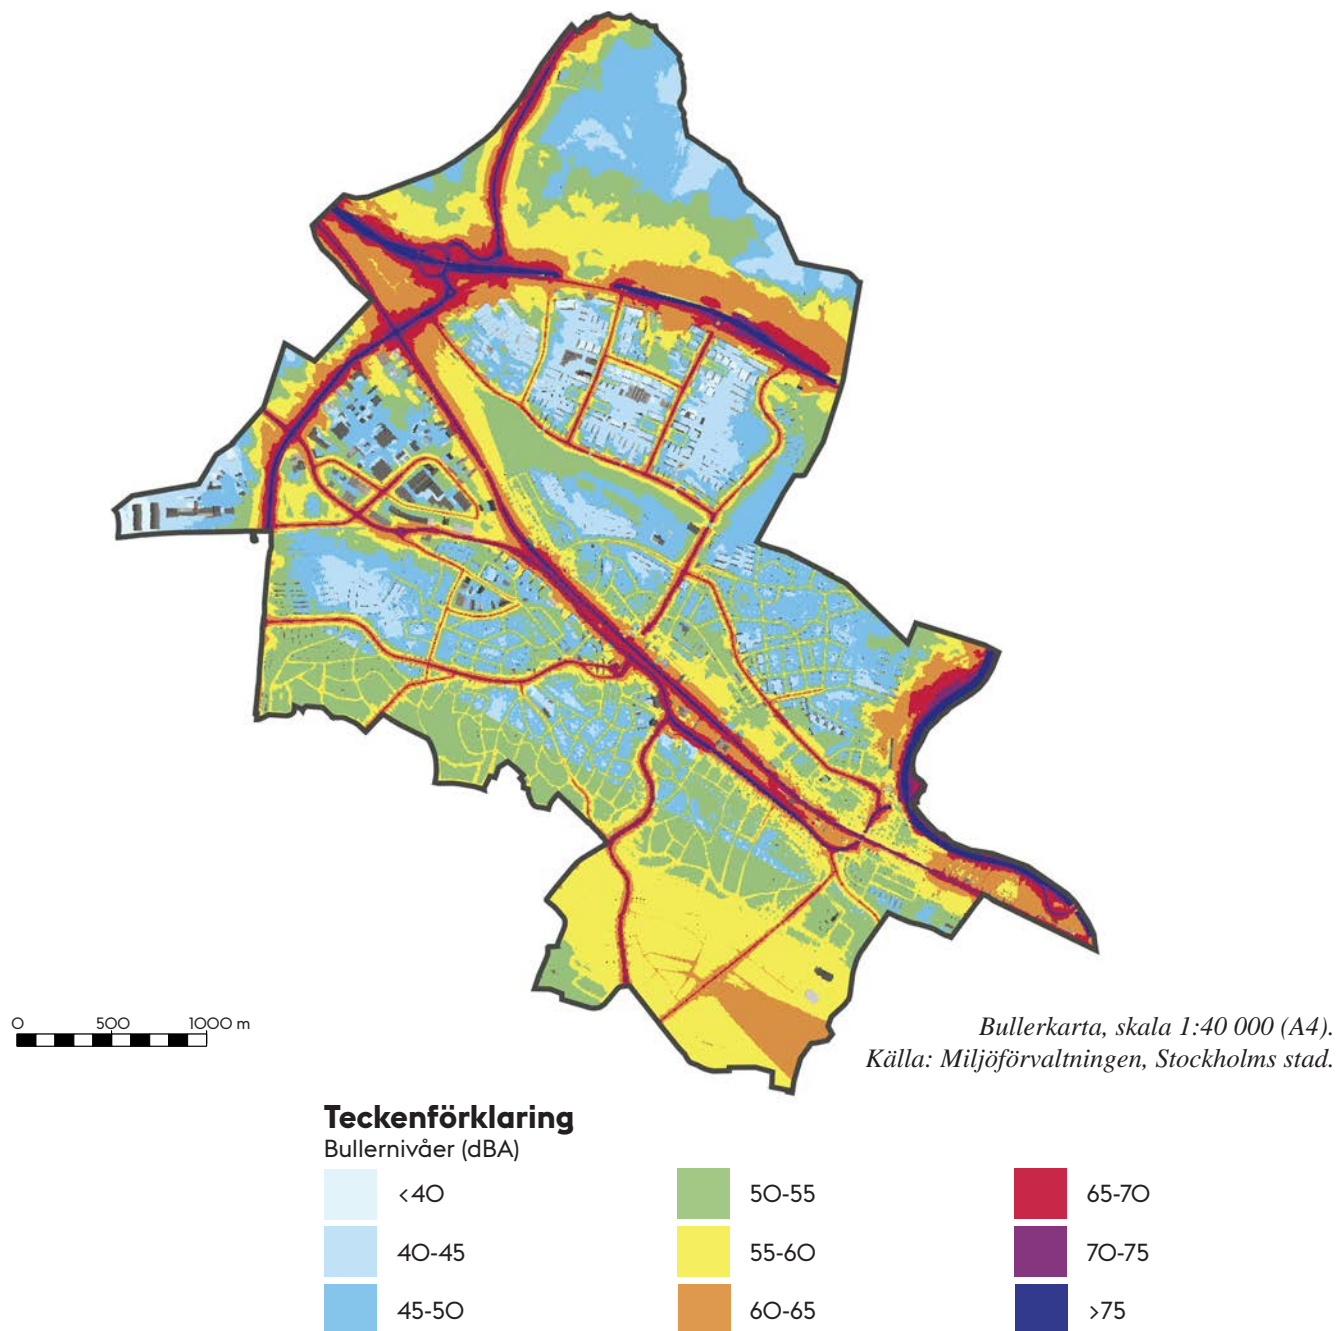 0 500 1000 m
Bullerkarta, skala 1:40 000 (A4).
Källa: Miljöförvaltningen, Stockholms stad.
Teckenförklaring
Bullernivåer (dBA)
<40
40-45
45-50
50-55
55-60
60-65
65-70
70-75
>75